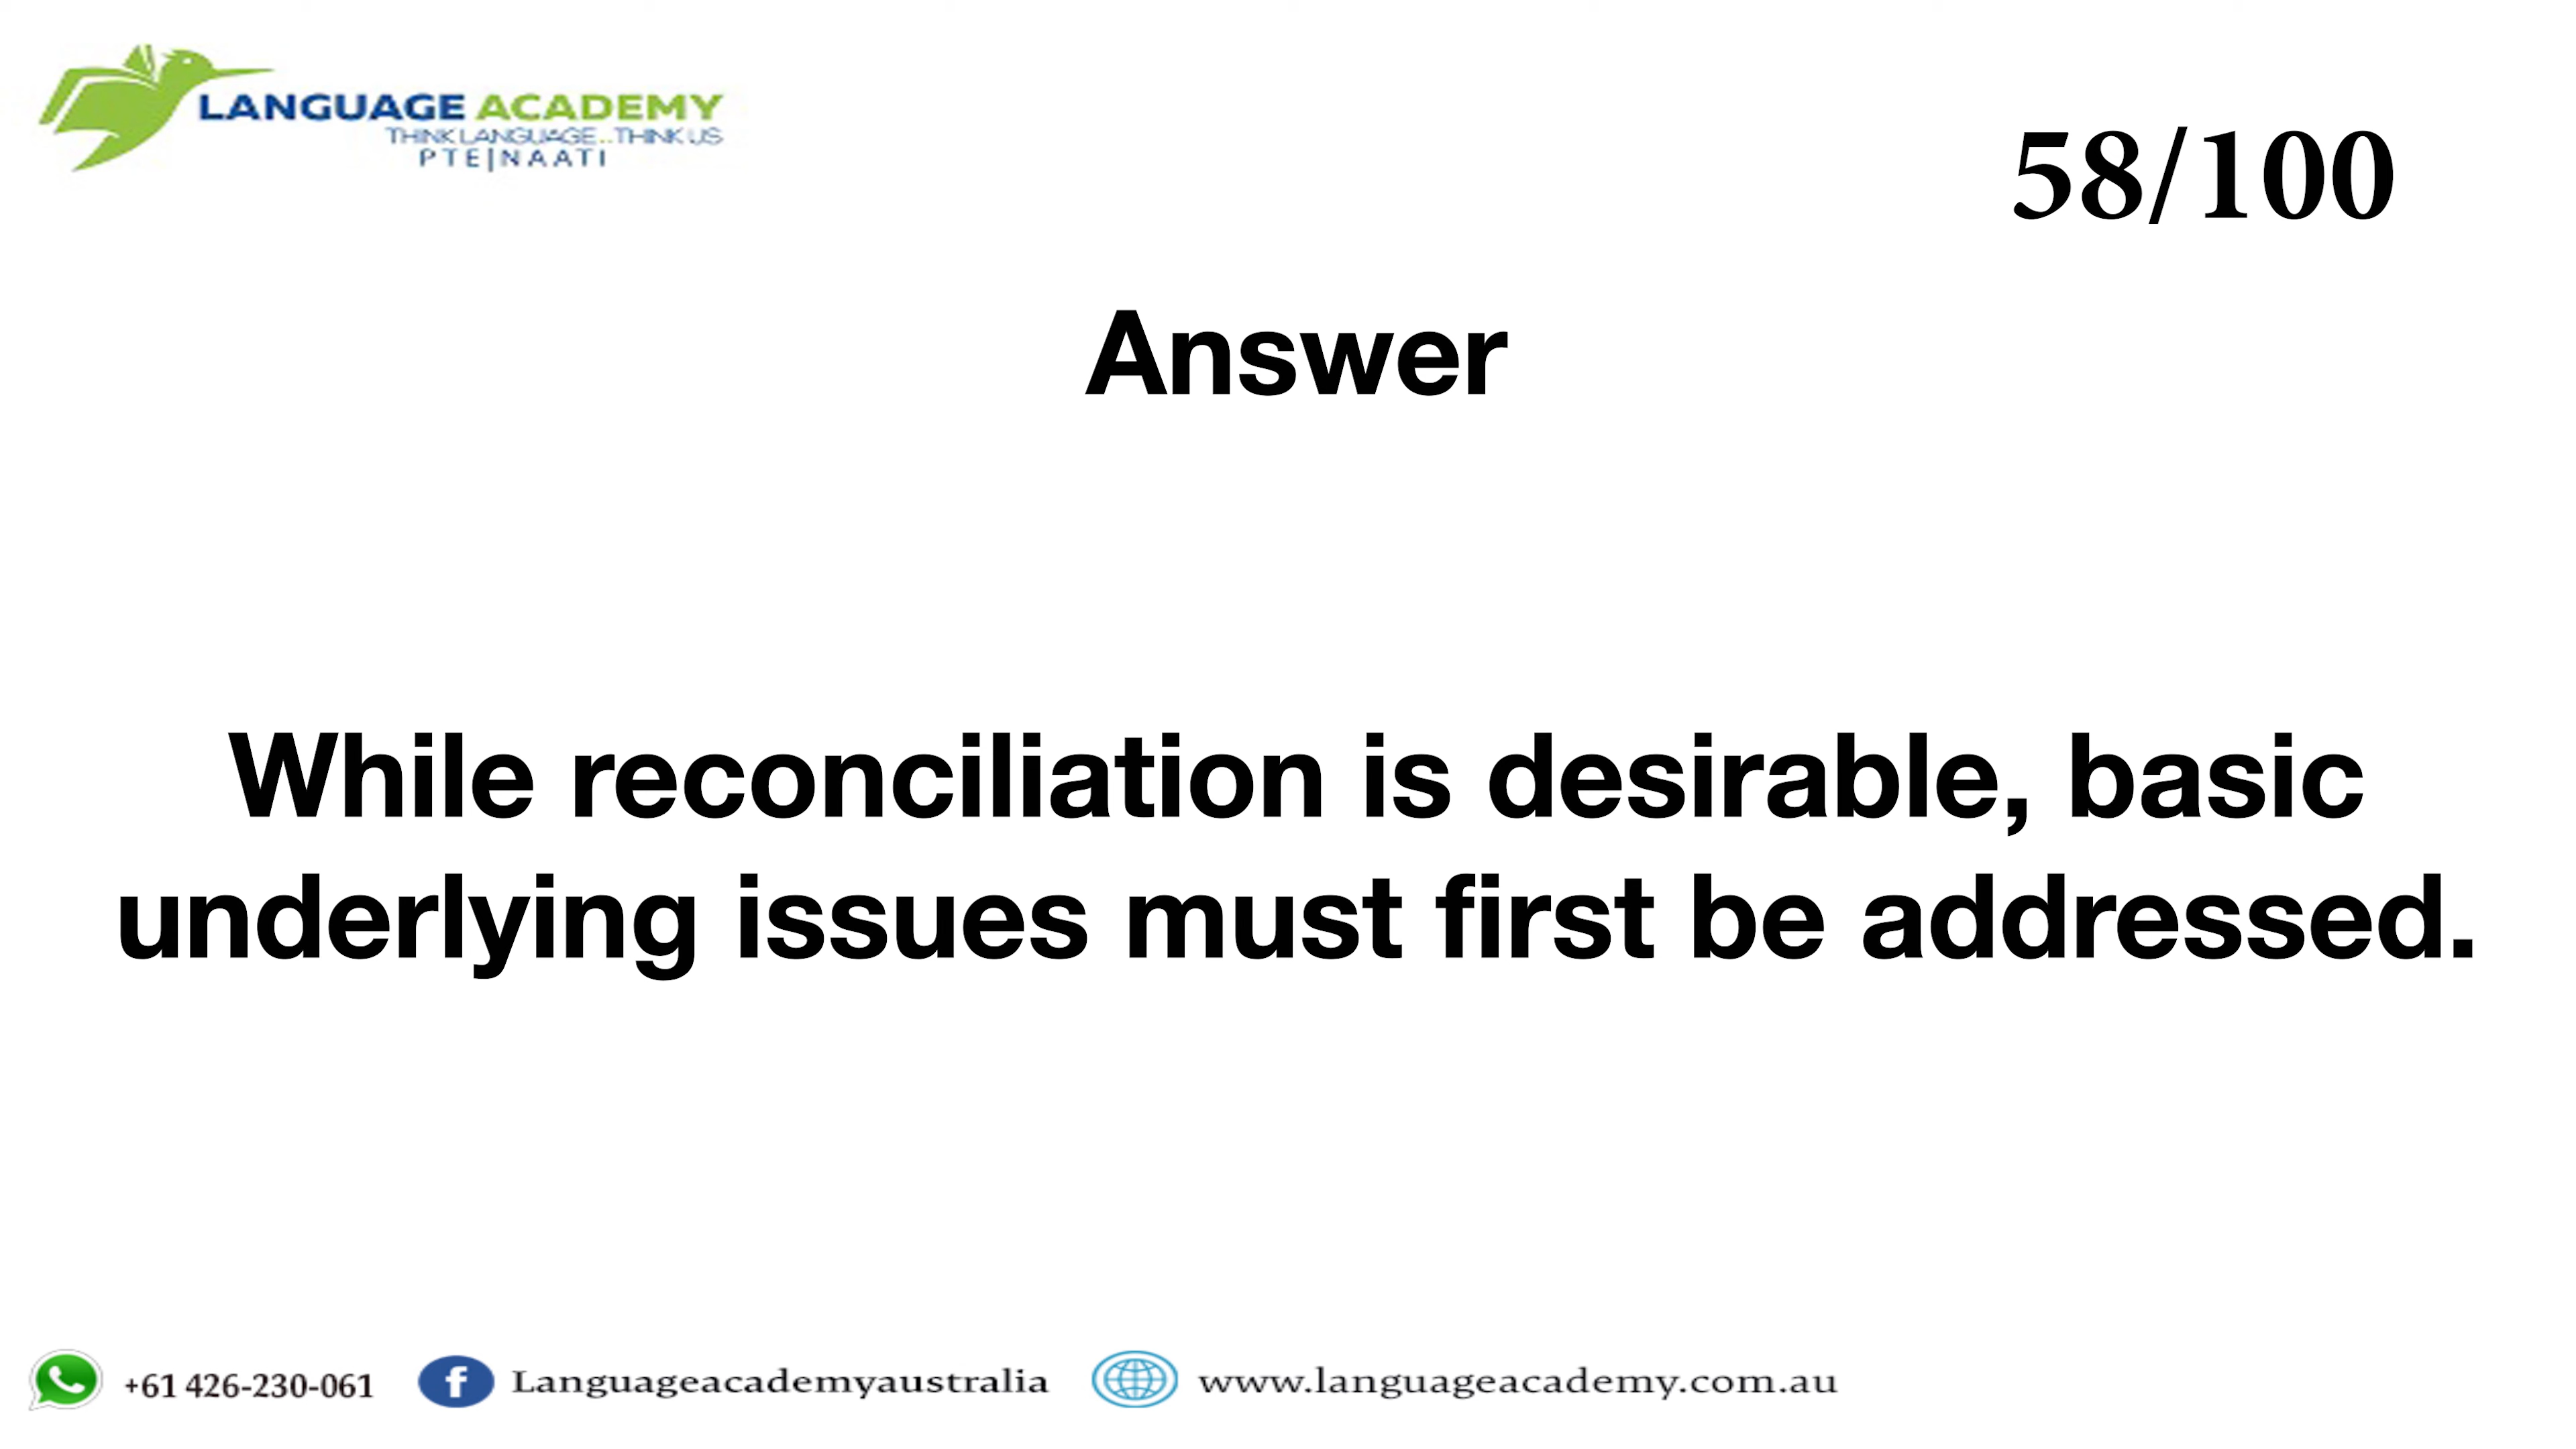 LANGUAGE ACADEMY
THINK LANGUAGE..THINK US
PTE|NAATI
58/100
Answer
While reconciliation is desirable, basic
underlying issues must first be addressed.
+61 426-230-061 Languageacademyaustralia www.languageacademy.com.au